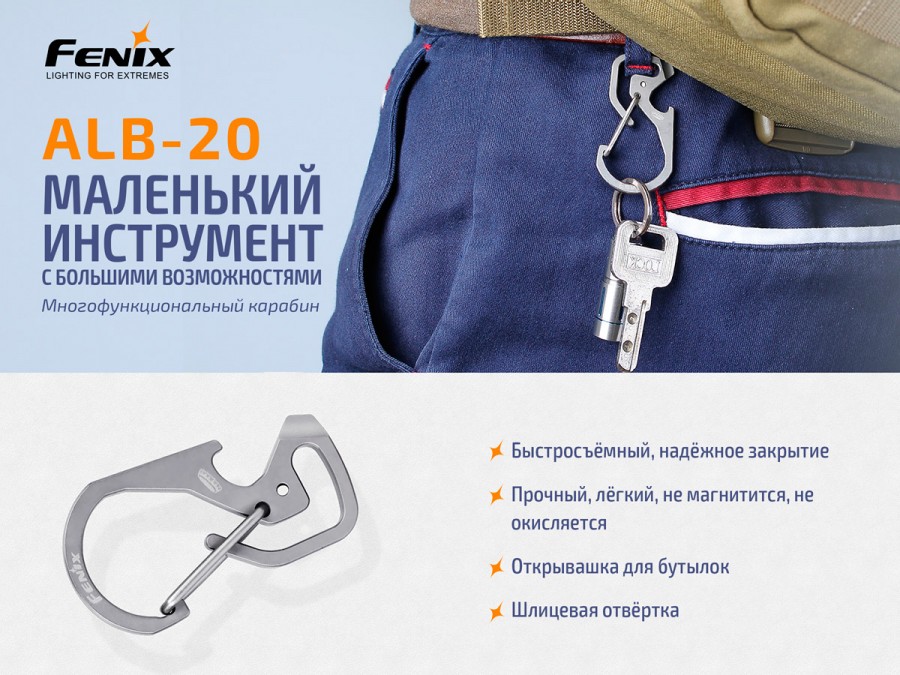 FENIX
LIGHTING FOR EXTREMES
ALB-20
МАЛЕНЬКИЙ
ИНСТРУМЕНТ
С БОЛЬШИМИ ВОЗМОЖНОСТЯМИ
Многофункциональный карабин
FENIX
Быстросъёмный, надёжное закрытие
Прочный, лёгкий, не магнитится, не
окисляется
Открывашка для бутылок
Шлицевая отвёртка